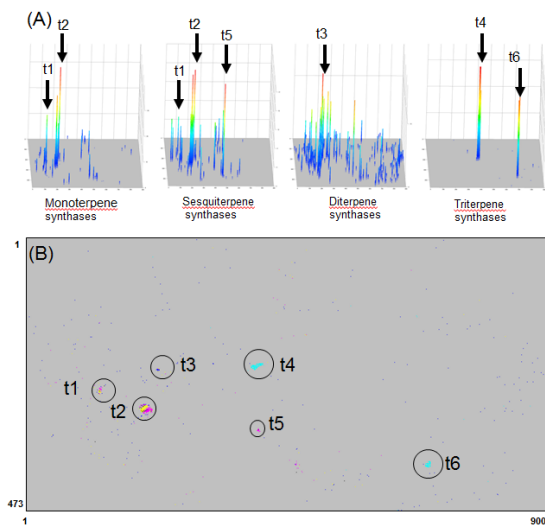 (A)
t2
t1
t2
t5
t1
t3
t4
t6
Monoterpene
synthases
Sesquiterpene
synthases
Diterpene
synthases
Triterpene
synthases
1
(B)
t3
t4
t1
t2
t5
t6
473
1
900